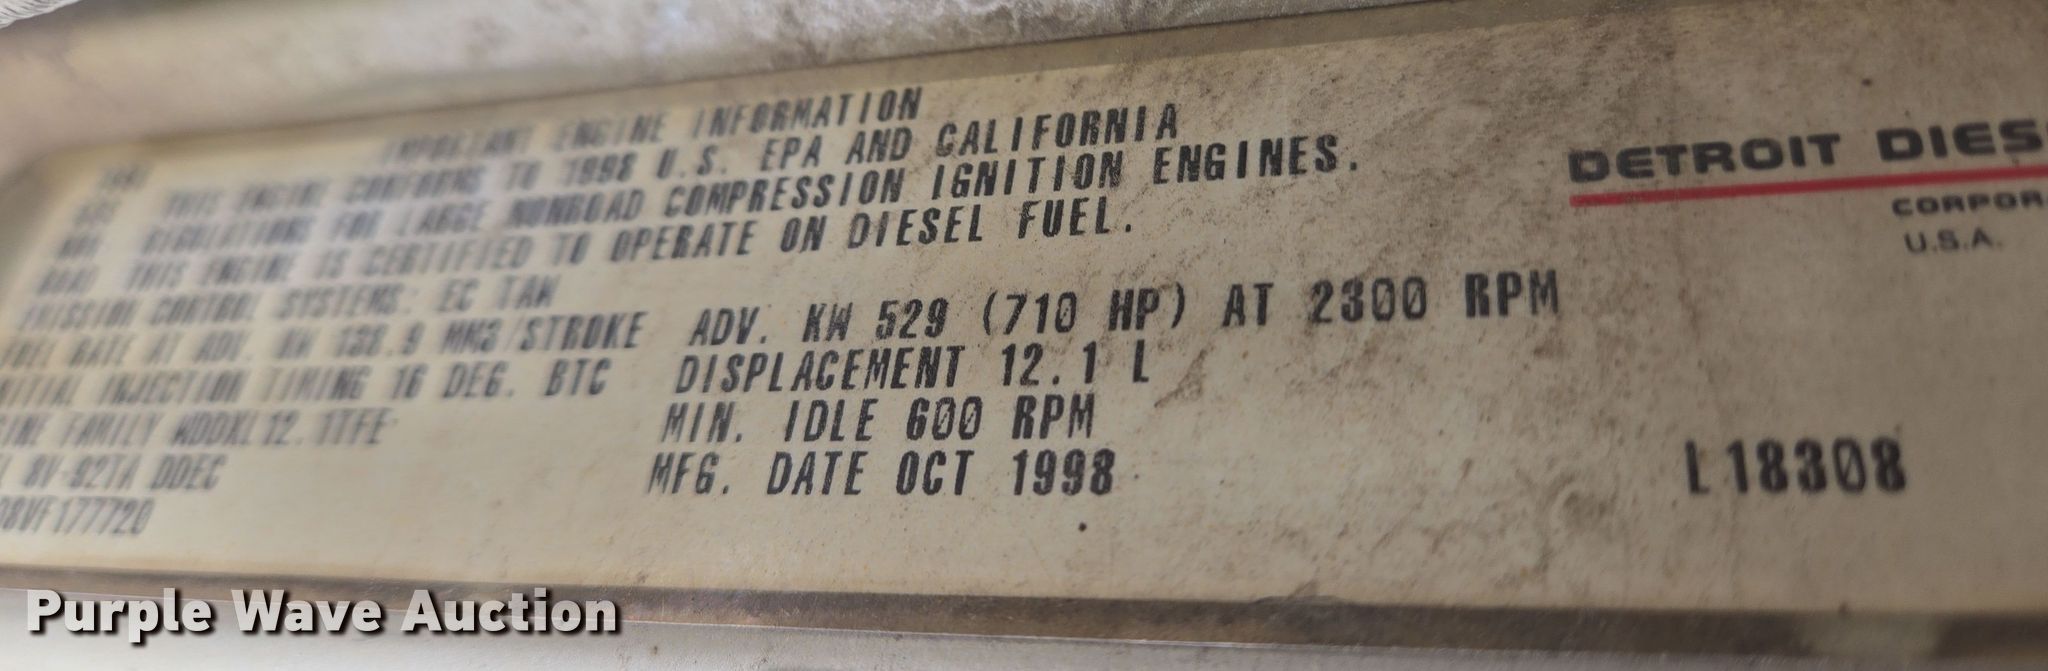 IMPORTANT ENGINE INFORMATION
THIS ENGINE CONFORMS TO 1998 U.S. EPA AND CALIFORNIA
REGULATIONS FOR LARGE NONROAD COMPRESSION IGNITION ENGINES.
THIS ENGINE IS CERTIFIED TO OPERATE ON DIESEL FUEL.
EMISSION CONTROL SYSTEMS: EC TAN
FUEL RATE AT ADV. KW 138.9 MM3/STROKE ADV. KW 529 (710 HP) AT 2300 RPM
INITIAL INJECTION TIMING 16 DEG. BTC DISPLACEMENT 12.1 L
FAMILY WDDXL12.1TFE MIN. IDLE 600 RPM
8V-92TA DDEC MFG. DATE OCT 1998
08VF177720
DETROIT DIES
CORPOR
U.S.A.
L18308
Purple Wave Auction